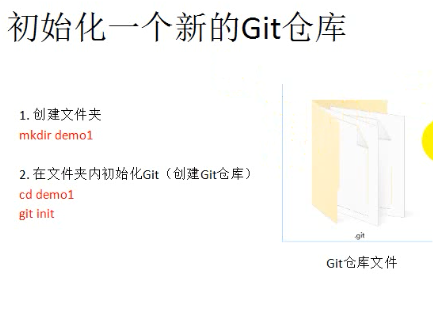 初始化一个新的Git仓库
1. 创建文件夹
mkdir demo1
2. 在文件夹内初始化Git（创建Git仓库）
cd demo1
git init
.git
Git仓库文件